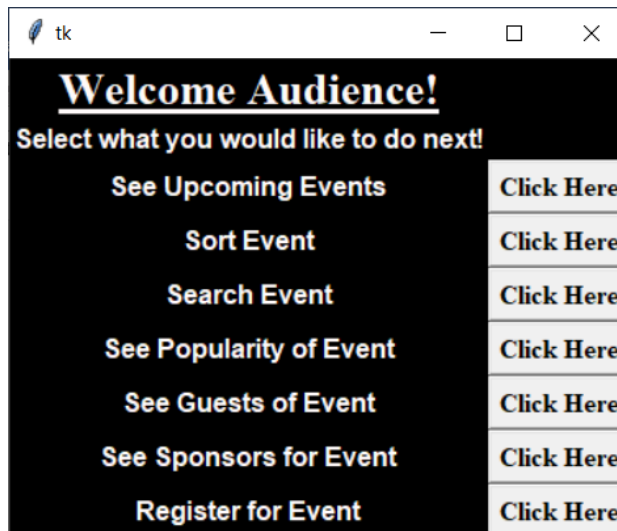 tk
Welcome Audience!
Select what you would like to do next!
See Upcoming Events Click Here
Sort Event Click Here
Search Event Click Here
See Popularity of Event Click Here
See Guests of Event Click Here
See Sponsors for Event Click Here
Register for Event Click Here